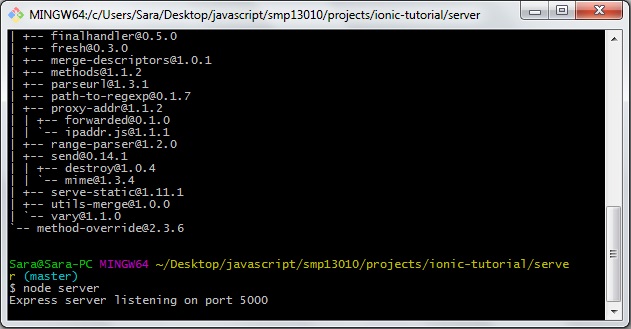 MINGW64:/c/Users/Sara/Desktop/javascript/smp13010/projects/ionic-tutorial/server
| +-- finalhandler@0.5.0
| +-- fresh@0.3.0
| +-- merge-descriptors@1.0.1
| +-- methods@1.1.2
| +-- parseurl@1.3.1
| +-- path-to-regexp@0.1.7
| +-- proxy-addr@1.1.2
| | +-- forwarded@0.1.0
| | `-- ipaddr.js@1.1.1
| +-- range-parser@1.2.0
| +-- send@0.14.1
| | +-- destroy@1.0.4
| | `-- mime@1.3.4
| +-- serve-static@1.11.1
| +-- utils-merge@1.0.0
| `-- vary@1.1.0
`-- method-override@2.3.6
Sara@Sara-PC MINGW64 ~/Desktop/javascript/smp13010/projects/ionic-tutorial/serve
r (master)
$ node server
Express server listening on port 5000